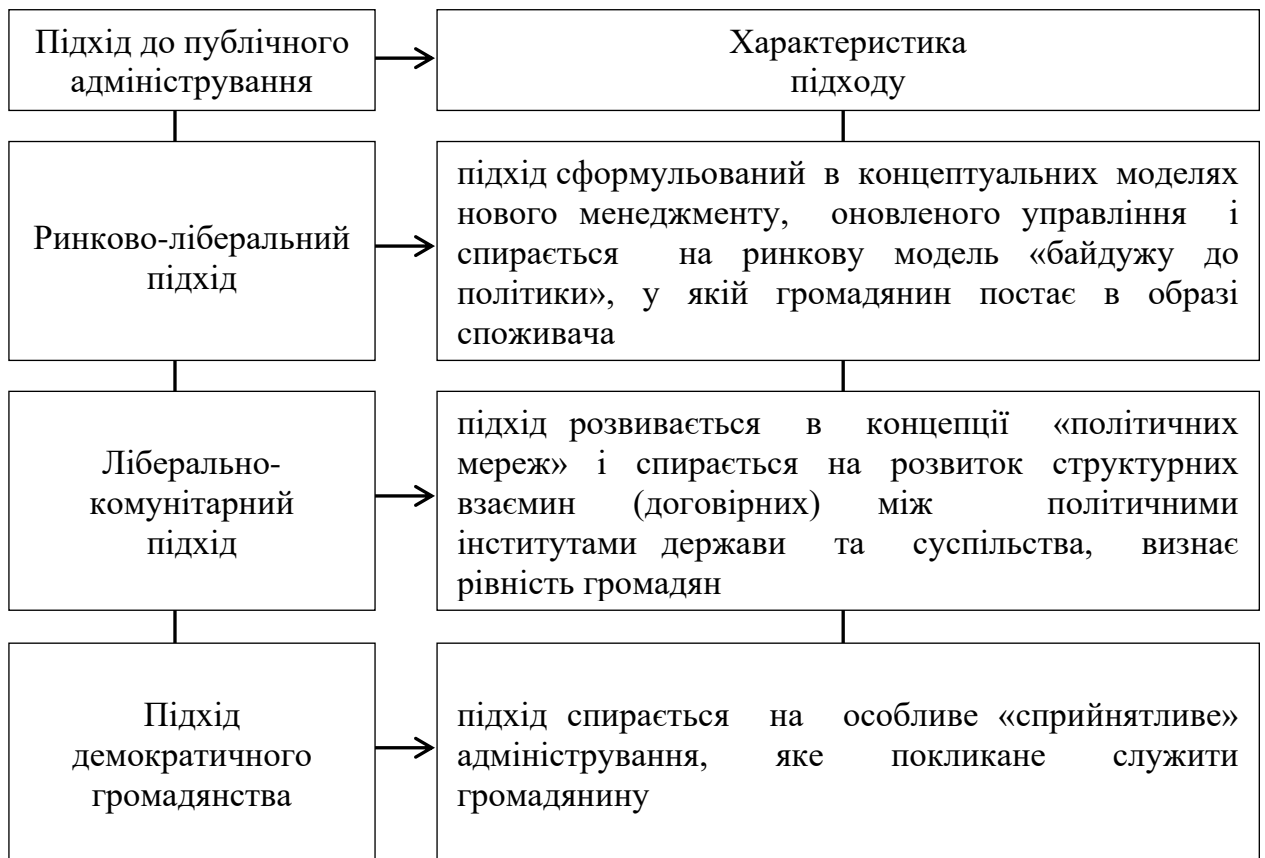 Підхід до публічного
адміністрування
Характеристика
підходу
Ринково-ліберальний
підхід
підхід сформульований в концептуальних моделях
нового менеджменту, оновленого управління і
спирається на ринкову модель «байдужу до
політики», у якій громадянин постає в образі
споживача
Ліберально-
комунітарний
підхід
підхід розвивається в концепції «політичних
мереж» і спирається на розвиток структурних
взаємин (договірних) між політичними
інститутами держави та суспільства, визнає
рівність громадян
Підхід
демократичного
громадянства
підхід спирається на особливе «сприйнятливе»
адміністрування, яке покликане служити
громадянину